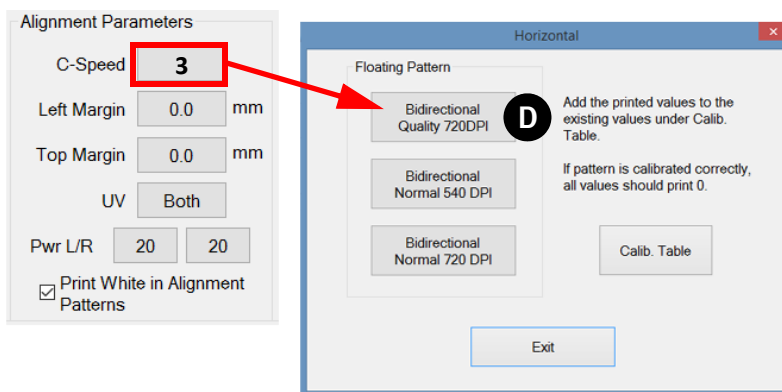 Alignment Parameters
C-Speed 3
Left Margin 0.0 mm
Top Margin 0.0 mm
UV Both
Pwr L/R 20 20
Print White in Alignment
Patterns
Horizontal
Floating Pattern
Bidirectional
Quality 720DPI
D
Bidirectional
Normal 540 DPI
Bidirectional
Normal 720 DPI
Add the printed values to the
existing values under Calib.
Table.
If pattern is calibrated correctly,
all values should print 0.
Calib. Table
Exit